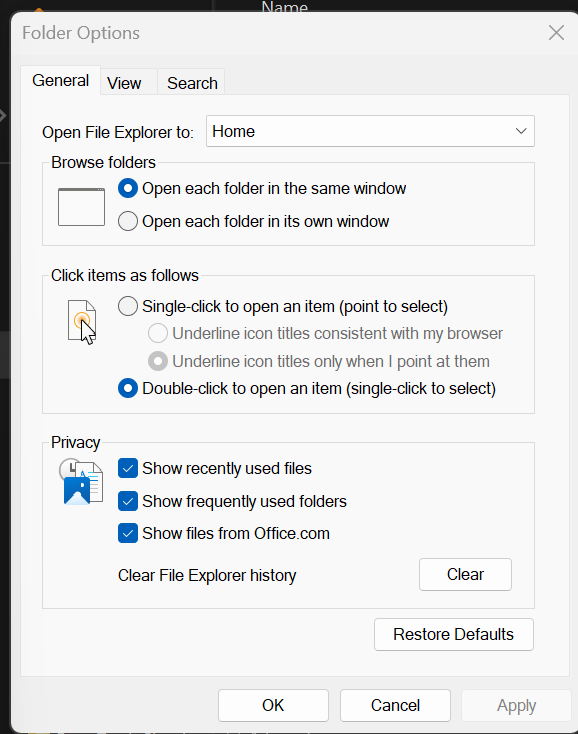 Name
Folder Options
General
View
Search
Open File Explorer to:
Home
Browse folders
Open each folder in the same window
Open each folder in its own window
Click items as follows
Single-click to open an item (point to select)
Underline icon titles consistent with my browser
Underline icon titles only when I point at them
Double-click to open an item (single-click to select)
Privacy
Show recently used files
Show frequently used folders
Show files from Office.com
Clear File Explorer history
Clear
Restore Defaults
OK
Cancel
Apply